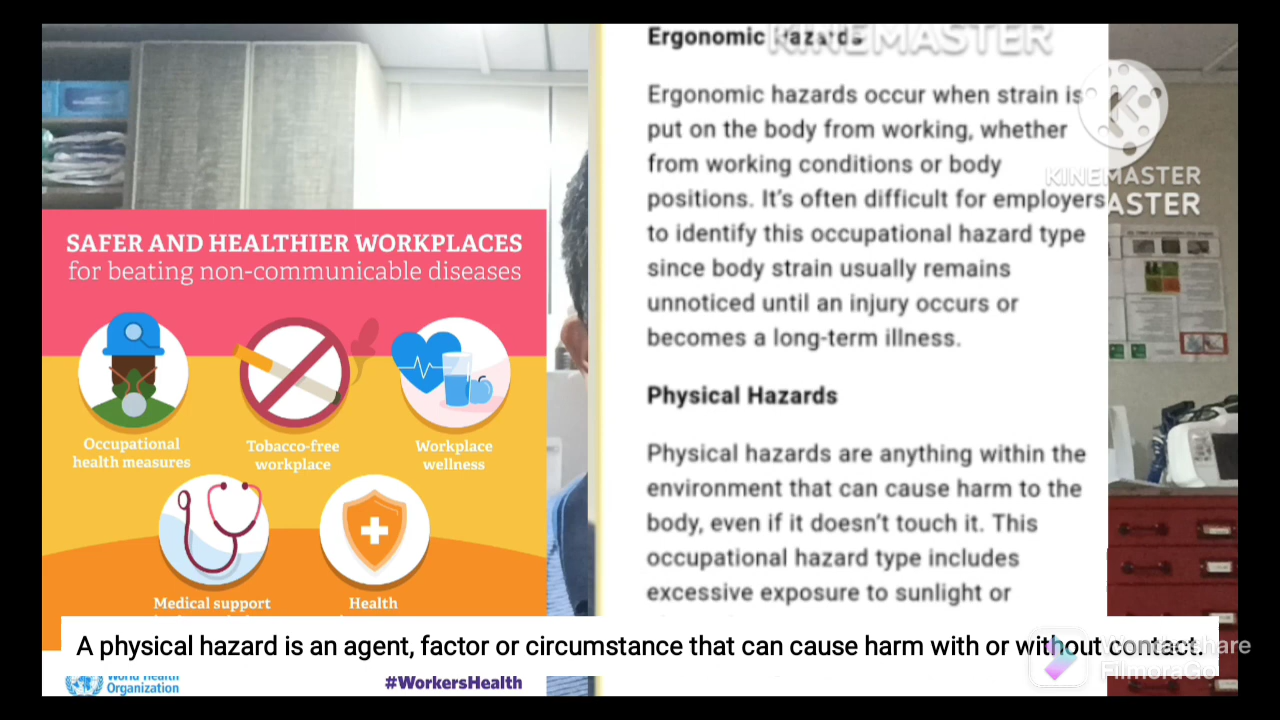 Ergonomic Hazards
KINEMASTER
Ergonomic hazards occur when strain is
put on the body from working, whether
from working conditions or body
positions. It's often difficult for employers
to identify this occupational hazard type
since body strain usually remains
unnoticed until an injury occurs or
becomes a long-term illness.
Physical Hazards
Physical hazards are anything within the
environment that can cause harm to the
body, even if it doesn't touch it. This
occupational hazard type includes
excessive exposure to sunlight or
KINEMASTER
ASTER
SAFER AND HEALTHIER WORKPLACES
for beating non-communicable diseases
Occupational
health measures
Tobacco-free
workplace
Workplace
wellness
Medical support
Health
A physical hazard is an agent, factor or circumstance that can cause harm with or without contact.
Wondershare
FilmoraGo
World Health
Organization
#WorkersHealth